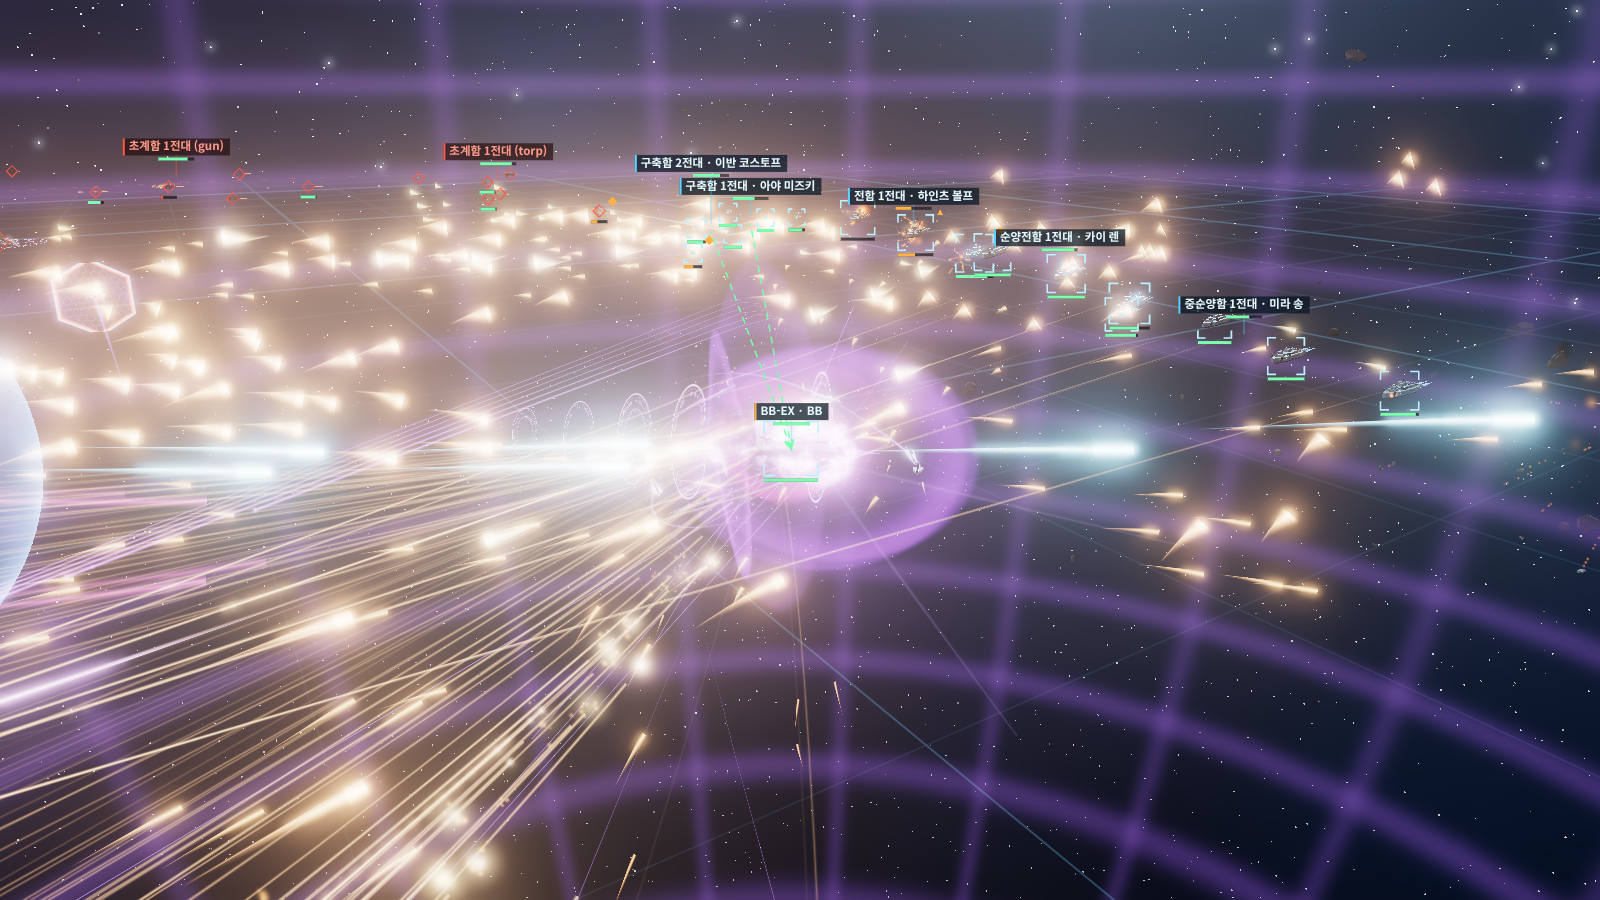 초계함 1전대 (gun)
초계함 1전대 (torp)
구축함 2전대 · 이반 코스토프
구축함 1전대 · 아야 미즈키
전함 1전대 · 하인츠 볼프
순양전함 1전대 · 카이 렌
중순양함 1전대 · 미라 송
BB-EX · BB